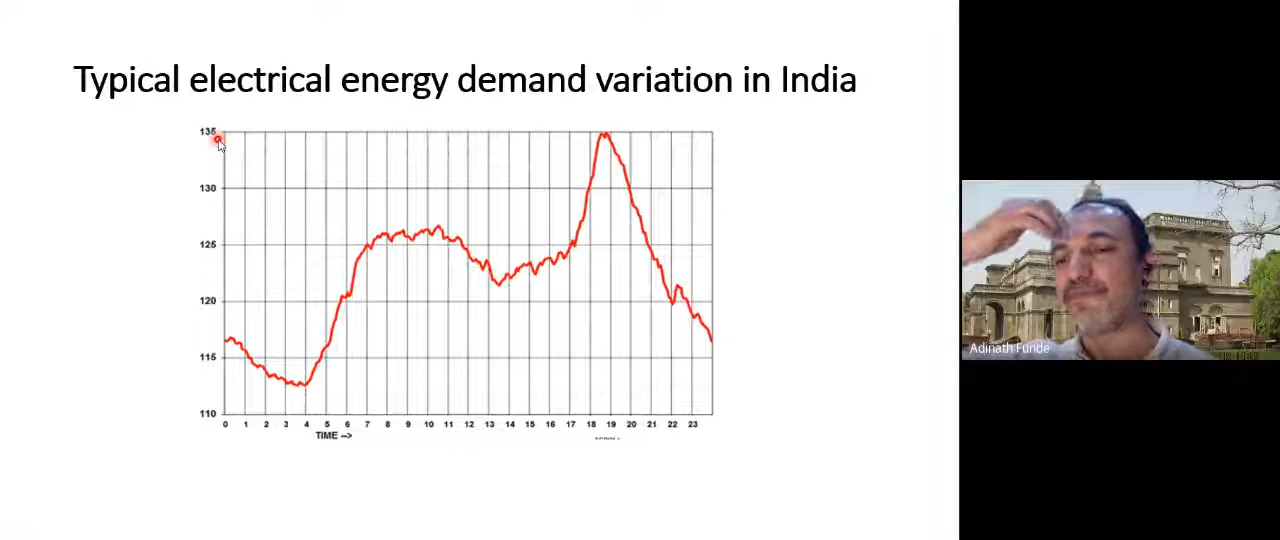 Typical electrical energy demand variation in India
135
130
125
120
115
110
0 1 2 3 4 5 6 7 8 9 10 11 12 13 14 15 16 17 18 19 20 21 22 23
TIME -->
Adinath Funde